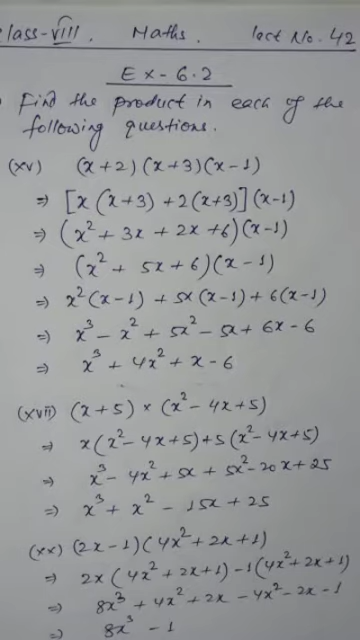 class-VIII. Maths. lect No. 42
Ex-6.2
Find the product in each of the
following questions.
(xv) (x+2)(x+3)(x-1)
⇒ [x(x+3)+2(x+3)](x-1)
⇒ (x²+3x+2x+6)(x-1)
⇒ (x²+5x+6)(x-1)
⇒ x²(x-1)+5x(x-1)+6(x-1)
⇒ x³-x²+5x²-5x+6x-6
⇒ x³+4x²+x-6
(xvii) (x+5)×(x²-4x+5)
⇒ x(x²-4x+5)+5(x²-4x+5)
⇒ x³-4x²+5x+5x²-20x+25
⇒ x³+x²-15x+25
(xx) (2x-1)(4x²+2x+1)
⇒ 2x(4x²+2x+1)-1(4x²+2x+1)
⇒ 8x³+4x²+2x-4x²-2x-1
⇒ 8x³-1